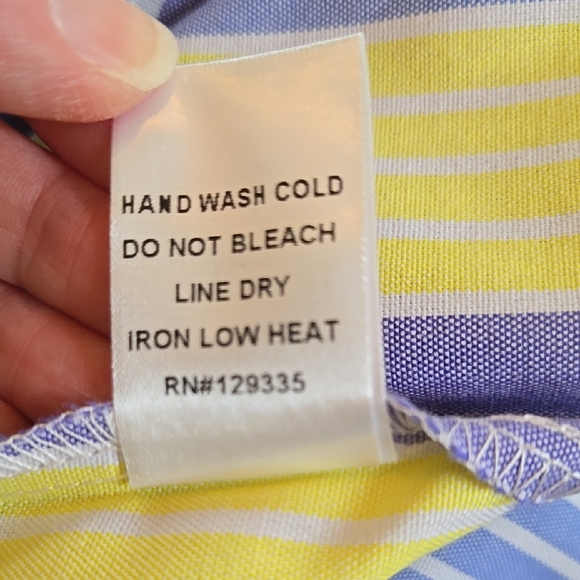 HAND WASH COLD
DO NOT BLEACH
LINE DRY
IRON LOW HEAT
RN#129335